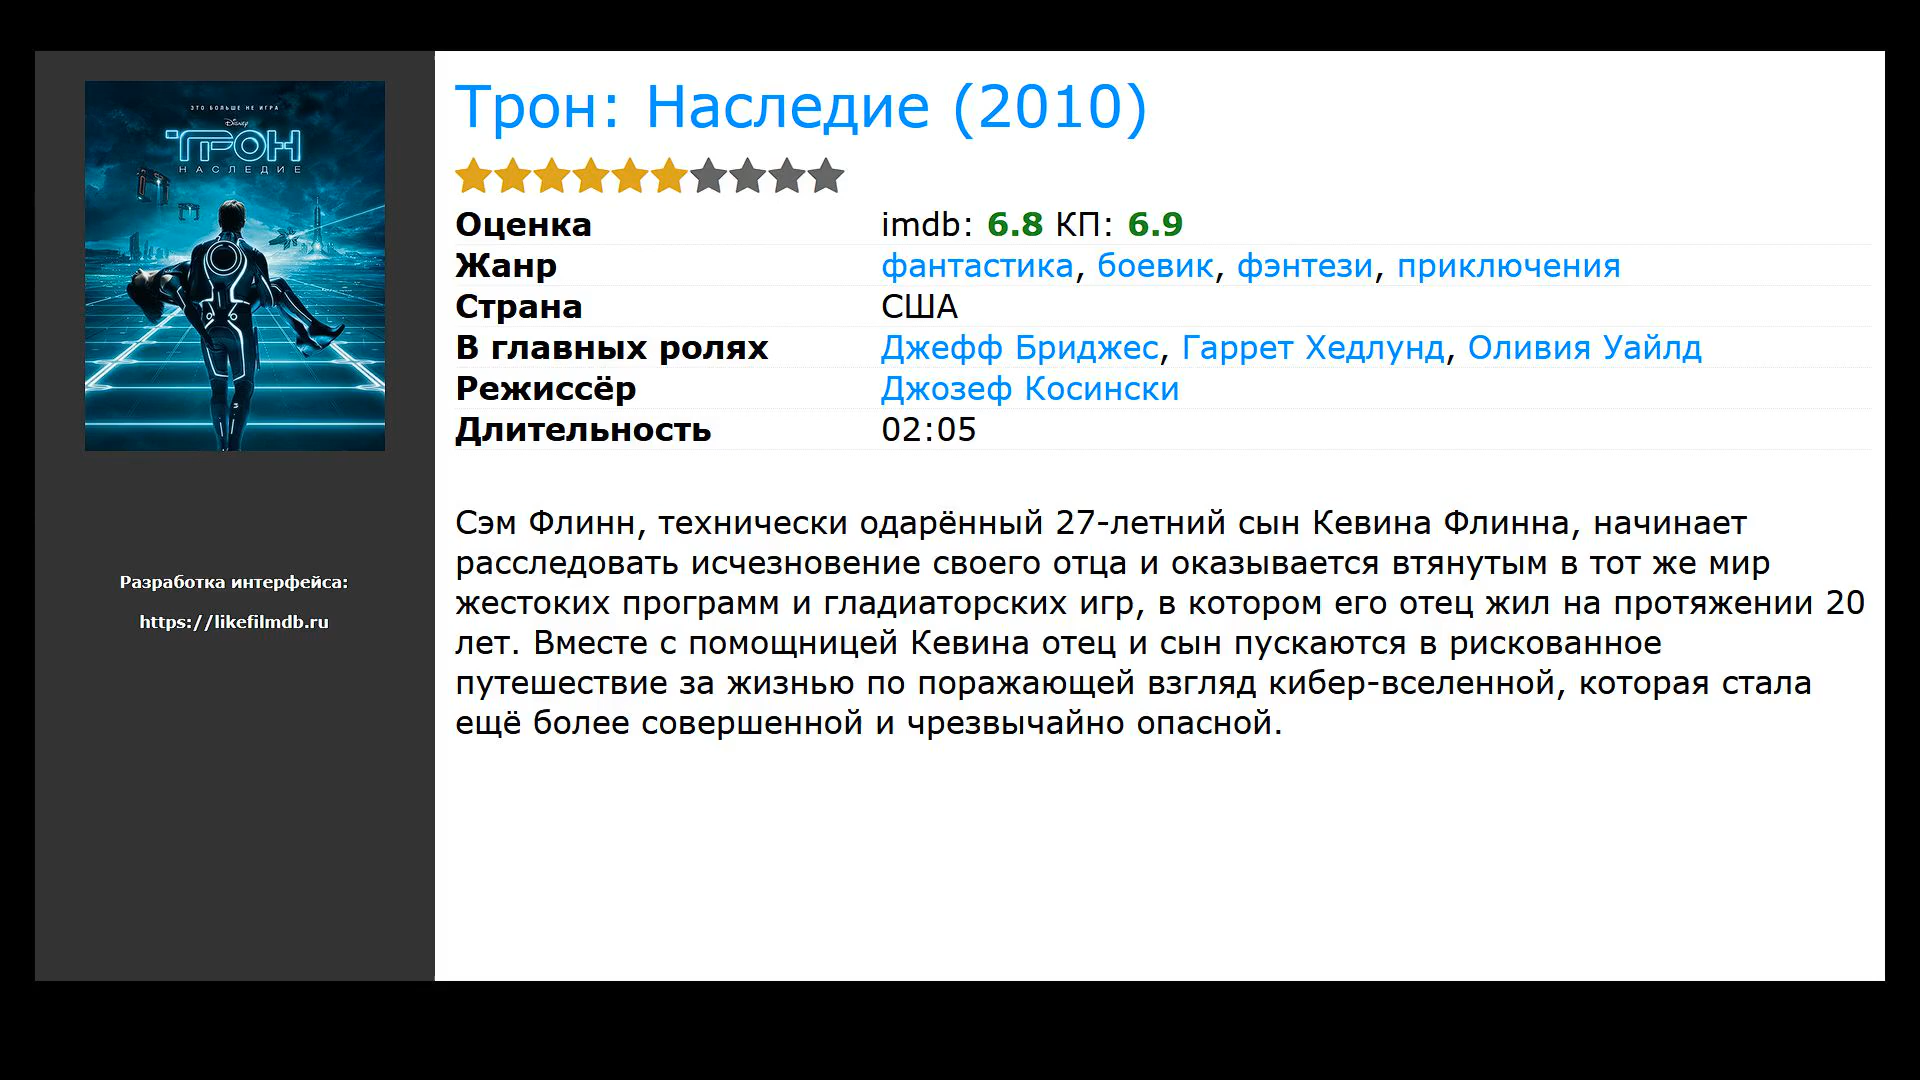 ЭТО БОЛЬШЕ НЕ ИГРА
Disney
ТРОН
НАСЛЕДИЕ
Разработка интерфейса:
https://likefilmdb.ru
Трон: Наследие (2010)
Оценка imdb: 6.8 КП: 6.9
Жанр фантастика, боевик, фэнтези, приключения
Страна США
В главных ролях Джефф Бриджес, Гаррет Хедлунд, Оливия Уайлд
Режиссёр Джозеф Косински
Длительность 02:05
Сэм Флинн, технически одарённый 27-летний сын Кевина Флинна, начинает
расследовать исчезновение своего отца и оказывается втянутым в тот же мир
жестоких программ и гладиаторских игр, в котором его отец жил на протяжении 20
лет. Вместе с помощницей Кевина отец и сын пускаются в рискованное
путешествие за жизнью по поражающей взгляд кибер-вселенной, которая стала
ещё более совершенной и чрезвычайно опасной.